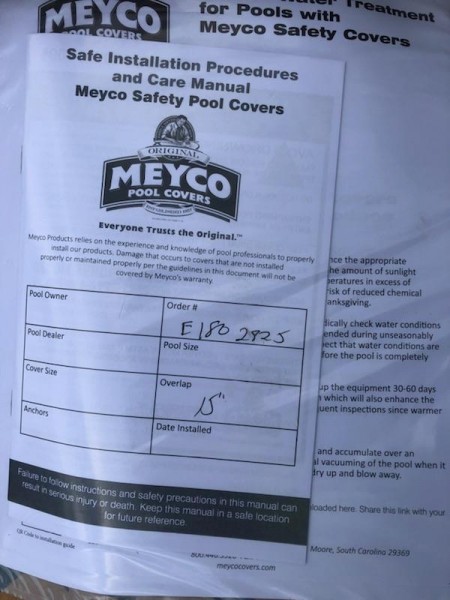 MEYCO
POOL COVERS
Water Treatment
for Pools with
Meyco Safety Covers
Safe Installation Procedures
and Care Manual
Meyco Safety Pool Covers
ORIGINAL
MEYCO
POOL COVERS
Everyone Trusts the Original.™
Meyco Products relies on the experience and knowledge of pool professionals to properly
install our products. Damage that occurs to covers that are not installed
properly or maintained properly per the guidelines in this document will not be
covered by Meyco's warranty.
Pool Owner
Order #
E180 2825
Pool Dealer
Pool Size
Cover Size
Overlap
15"
Anchors
Date Installed
Failure to follow instructions and safety precautions in this manual can
result in serious injury or death. Keep this manual in a safe location
for future reference.
QR Code to installation guide
meycocovers.com
nce the appropriate
he amount of sunlight
eratures in excess of
risk of reduced chemical
anksgiving.
dically check water conditions
ended during unseasonably
ect that water conditions are
fore the pool is completely
up the equipment 30-60 days
which will also enhance the
uent inspections since warmer
and accumulate over an
al vacuuming of the pool when it
dry up and blow away.
loaded here. Share this link with your
Moore, South Carolina 29369